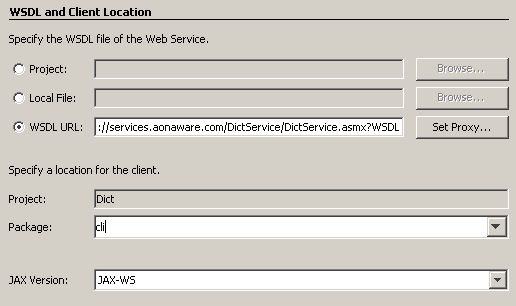 WSDL and Client Location
Specify the WSDL file of the Web Service.
Project:
Browse...
Local File:
Browse...
WSDL URL:
://services.aonaware.com/DictService/DictService.asmx?WSDL
Set Proxy...
Specify a location for the client.
Project:
Dict
Package:
cli
JAX Version:
JAX-WS